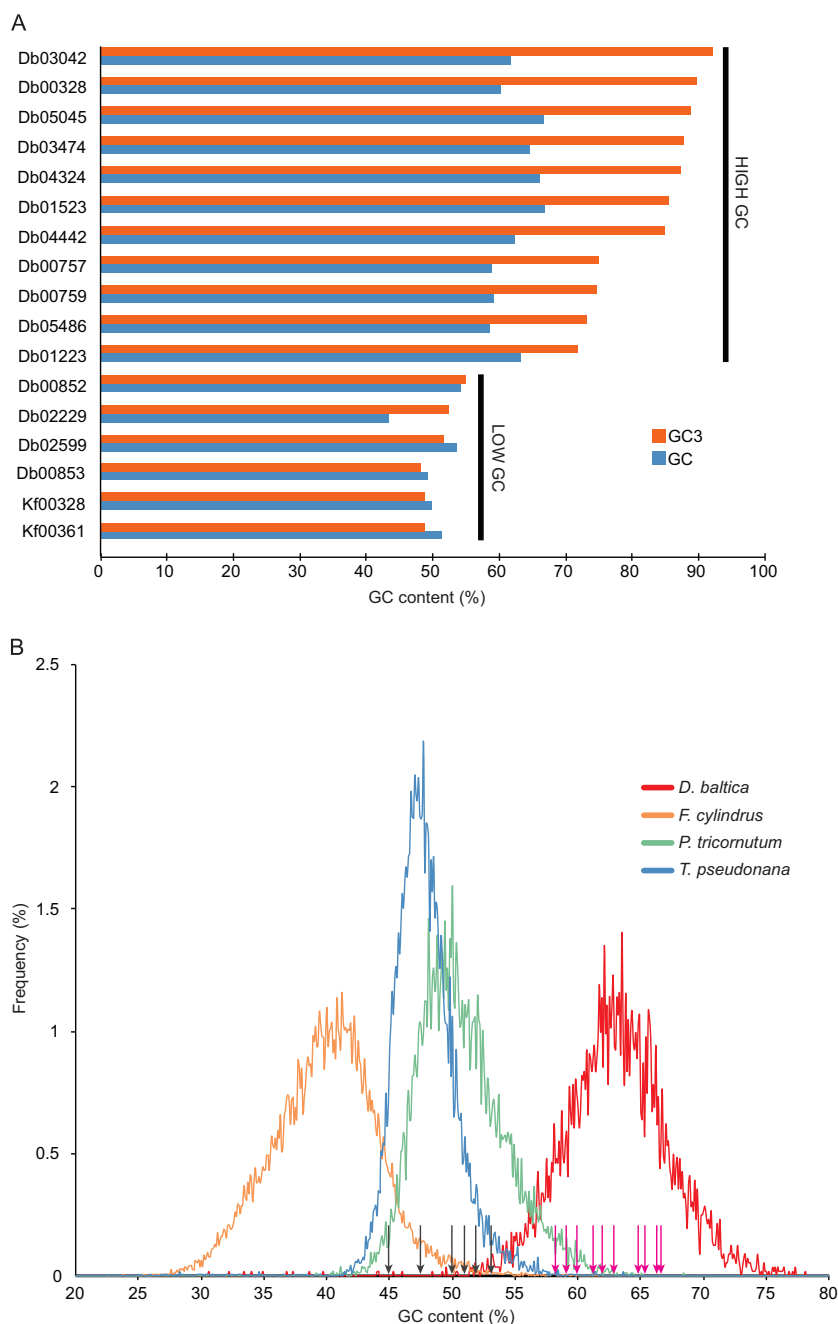 A
Db03042
Db00328
Db05045
Db03474
Db04324
Db01523
Db04442
Db00757
Db00759
Db05486
Db01223
Db00852
Db02229
Db02599
Db00853
Kf00328
Kf00361
HIGH GC
LOW GC
GC3
GC
0 10 20 30 40 50 60 70 80 90 100
GC content (%)
B
2.5
2
1.5
1
0.5
0
Frequency (%)
D. baltica
F. cylindrus
P. tricornutum
T. pseudonana
20 25 30 35 40 45 50 55 60 65 70 75 80
GC content (%)